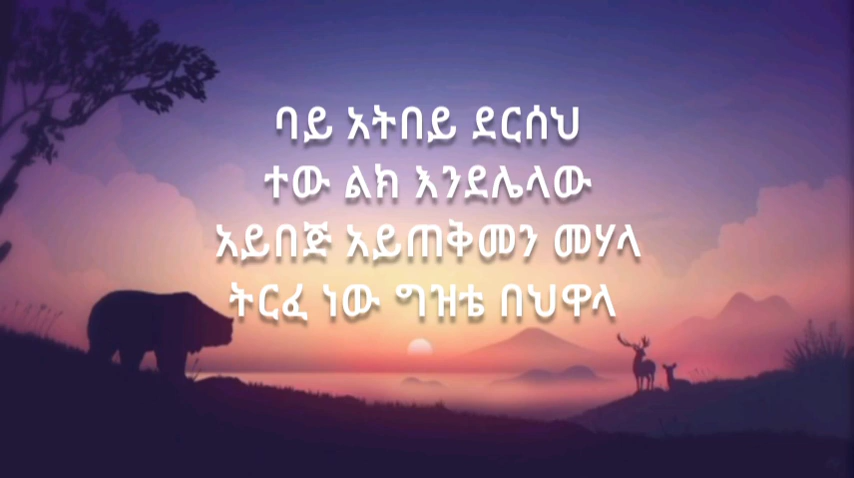 ባይ አትበይ ደርሰህ
ተው ልክ እንደሌላው
አይበጅ አይጠቅመን መሃላ
ትርፈ ነው ግዝቴ በህዋላ